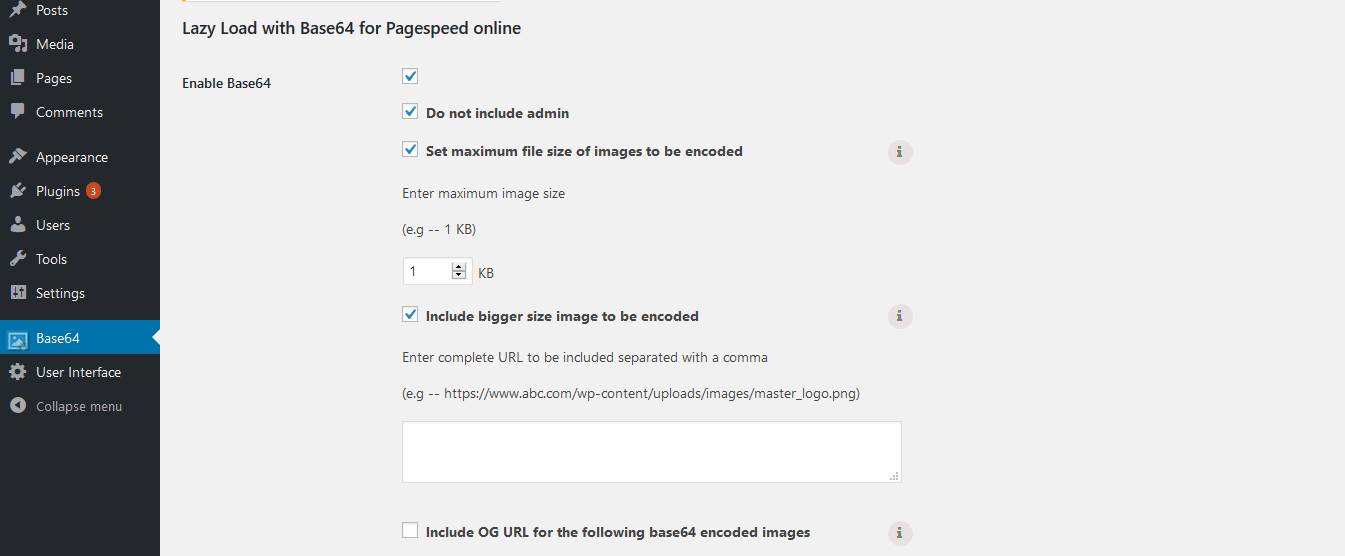 Posts
Media
Pages
Comments
Appearance
Plugins 3
Users
Tools
Settings
Base64
User Interface
Collapse menu
Lazy Load with Base64 for Pagespeed online
Enable Base64
Do not include admin
Set maximum file size of images to be encoded
i
Enter maximum image size
(e.g -- 1 KB)
1 KB
Include bigger size image to be encoded
i
Enter complete URL to be included separated with a comma
(e.g -- https://www.abc.com/wp-content/uploads/images/master_logo.png)
Include OG URL for the following base64 encoded images
i